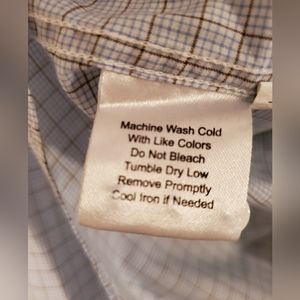 Machine Wash Cold
With Like Colors
Do Not Bleach
Tumble Dry Low
Remove Promptly
Cool Iron if Needed